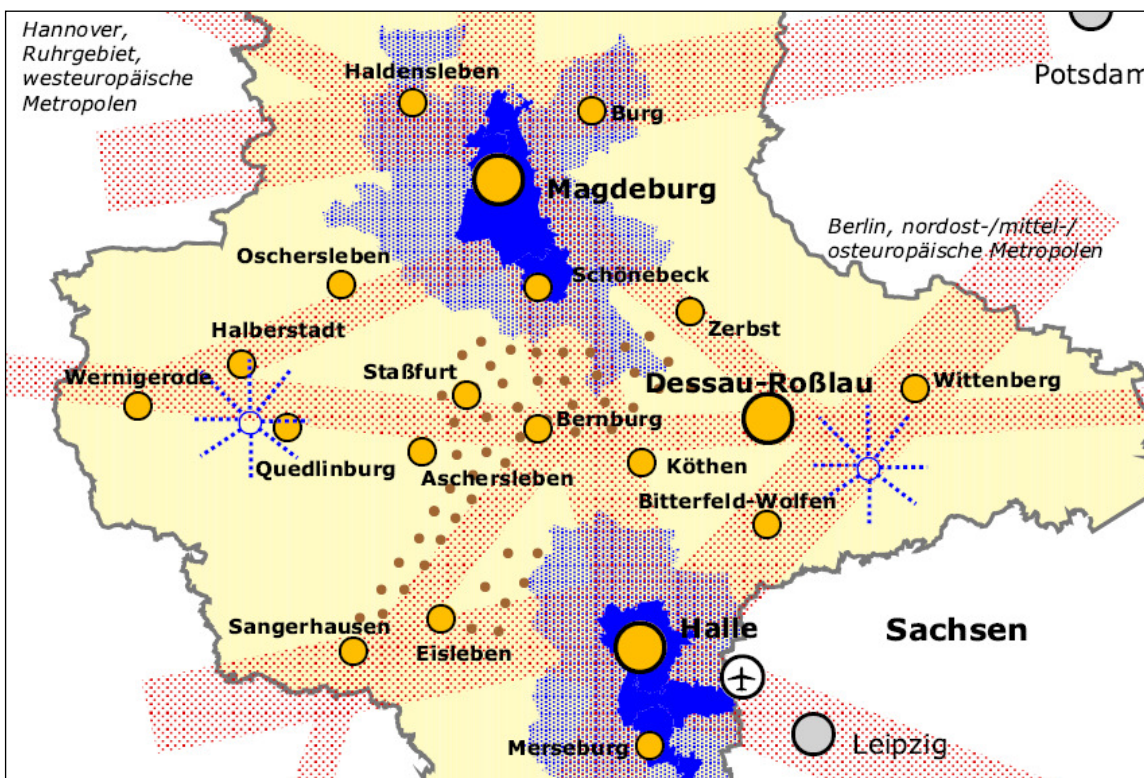 Hannover,
Ruhrgebiet,
westeuropäische
Metropolen
Haldensleben
Potsdam
Burg
Magdeburg
Berlin, nordost-/mittel-/
osteuropäische Metropolen
Oschersleben
Schönebeck
Halberstadt
Zerbst
Wernigerode
Staßfurt
Dessau-Roßlau
Wittenberg
Bernburg
Quedlinburg
Aschersleben
Köthen
Bitterfeld-Wolfen
Sangerhausen
Eisleben
Halle
Sachsen
Merseburg
Leipzig